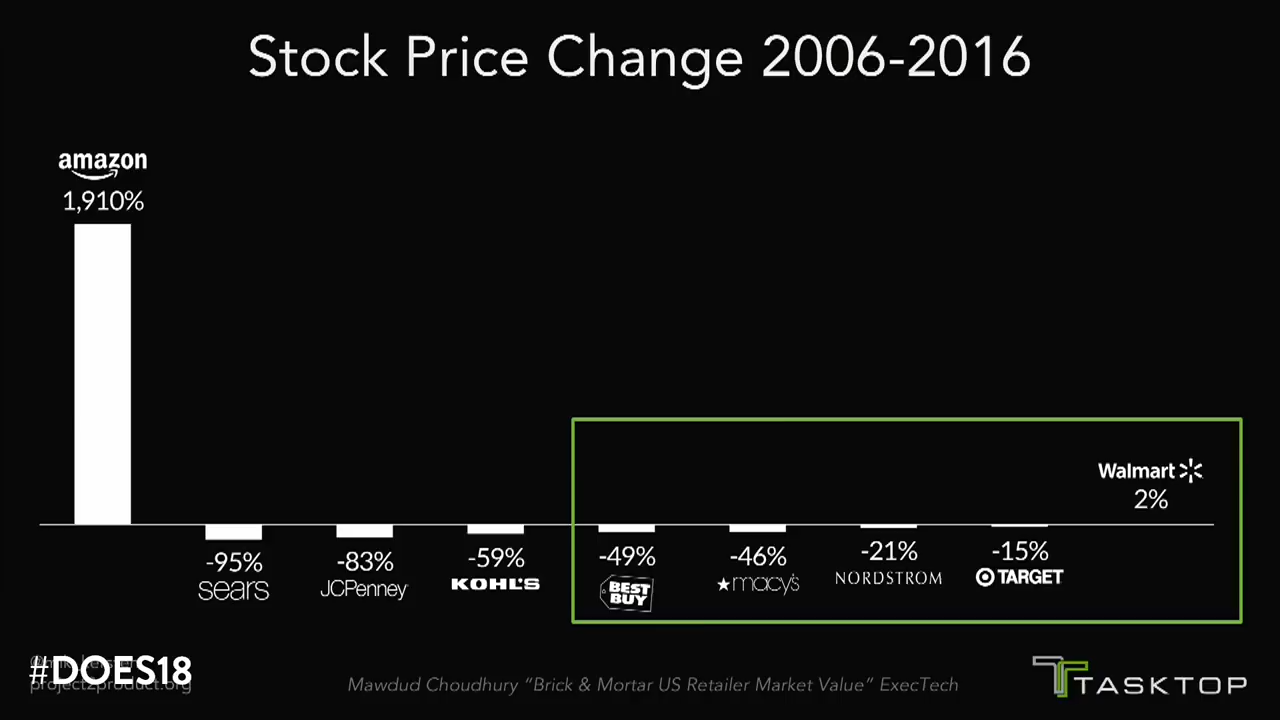 Stock Price Change 2006-2016
amazon
1,910%
Walmart
2%
-95%
sears
-83%
JCPenney
-59%
KOHL'S
-49%
BEST
BUY
-46%
macy's
-21%
NORDSTROM
-15%
TARGET
#DOES18
project2product.org
Mawdud Choudhury “Brick & Mortar US Retailer Market Value” ExecTech
TASKTOP